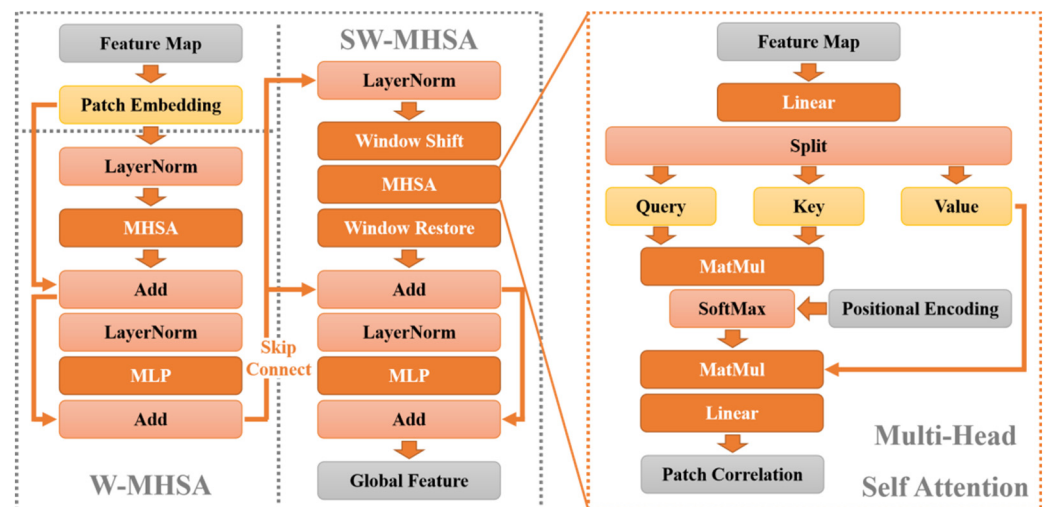 Feature Map
Patch Embedding
LayerNorm
MHSA
Add
LayerNorm
MLP
Add
W-MHSA
Skip
Connect
SW-MHSA
LayerNorm
Window Shift
MHSA
Window Restore
Add
LayerNorm
MLP
Add
Global Feature
Feature Map
Linear
Split
Query Key Value
MatMul
SoftMax Positional Encoding
MatMul
Linear
Patch Correlation
Multi-Head
Self Attention